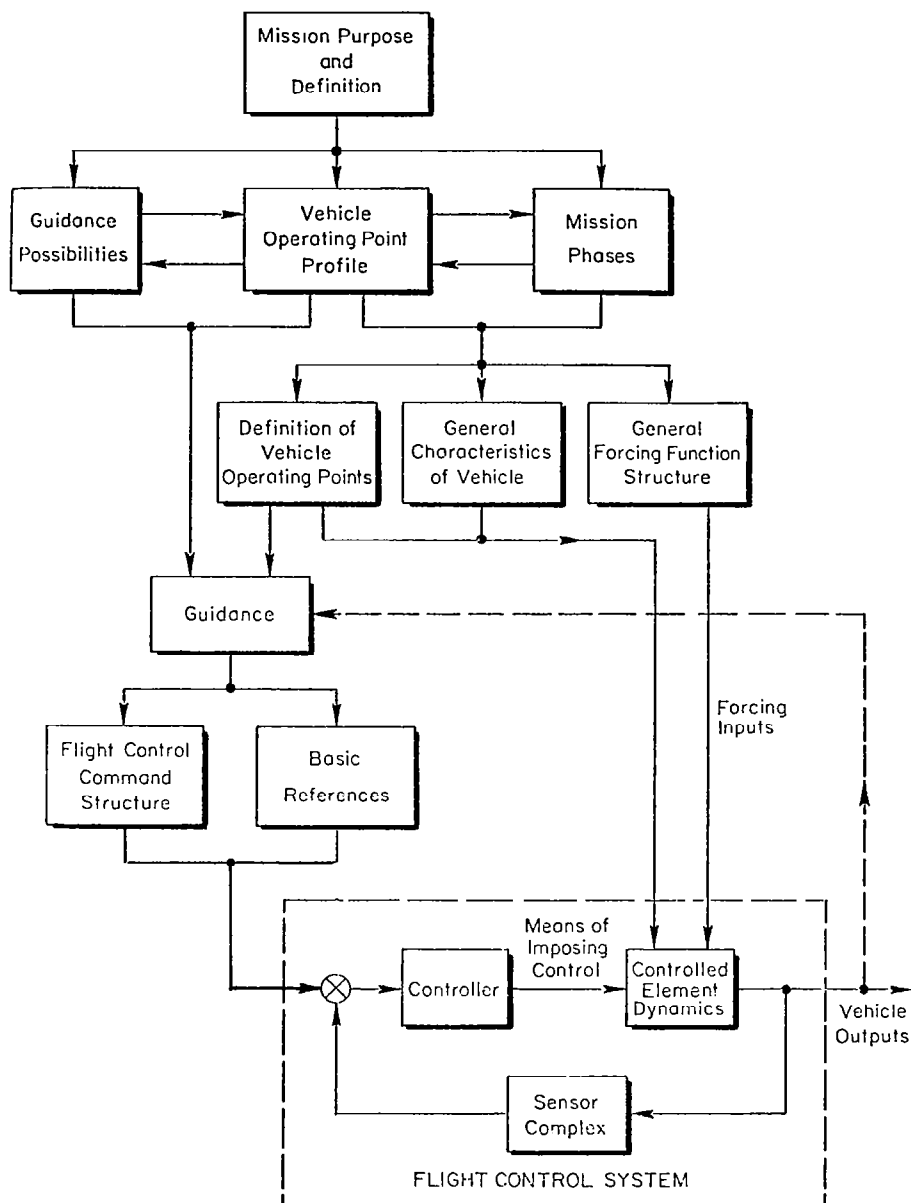 Mission Purpose
and
Definition
Guidance
Possibilities
Vehicle
Operating Point
Profile
Mission
Phases
Definition of
Vehicle
Operating Points
General
Characteristics
of Vehicle
General
Forcing Function
Structure
Guidance
Forcing
Inputs
Flight Control
Command
Structure
Basic
References
Means of
Imposing
Control
Controller
Controlled
Element
Dynamics
Vehicle
Outputs
Sensor
Complex
FLIGHT CONTROL SYSTEM